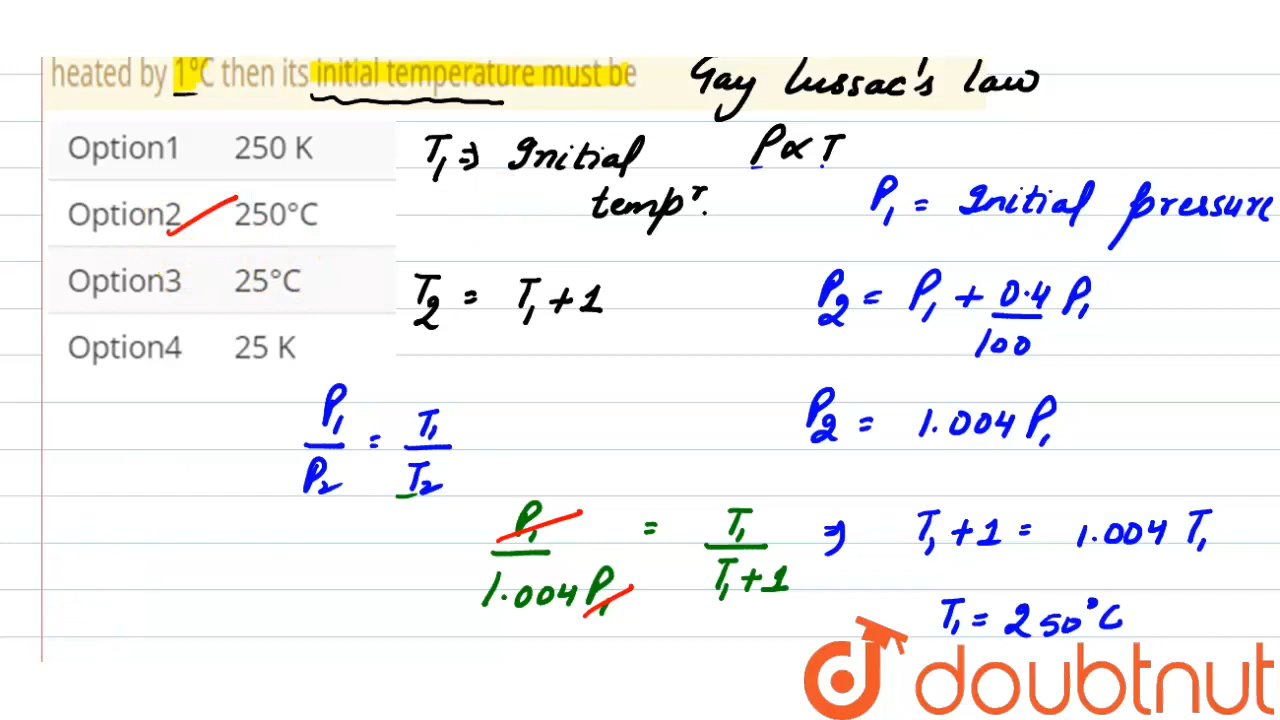 heated by 1°C then its initial temperature must be
Gay Lussac's law
Option1 250 K
Option2 250°C
Option3 25°C
Option4 25 K
T₁ ⇒ Initial tempʳ.
P ∝ T
P₁ = Initial pressure
T₂ = T₁ + 1
P₂ = P₁ + 0.4/100 P₁
P₂ = 1.004 P₁
P₁/P₂ = T₁/T₂
P₁/1.004 P₁ = T₁/T₁+1 ⇒ T₁ + 1 = 1.004 T₁
T₁ = 250°C
doubtnut